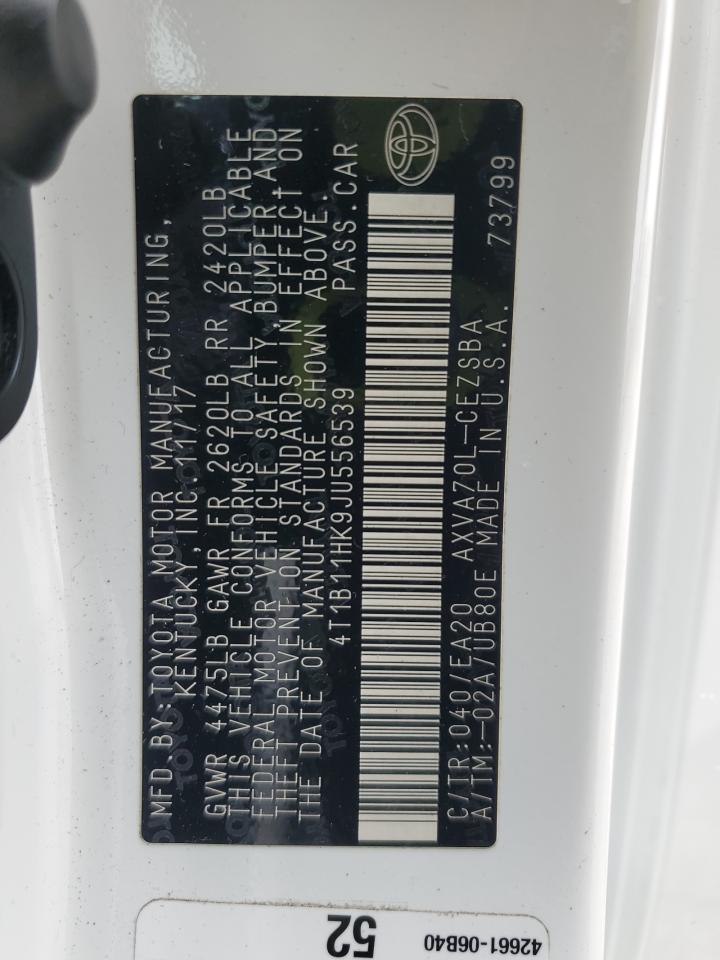 MFD. BY:TOYOTA MOTOR MANUFACTURING,
KENTUCKY, INC. 11/17
GVWR 4475LB GAWR FR 2620LB RR 2420LB
THIS VEHICLE CONFORMS TO ALL APPLICABLE
FEDERAL MOTOR VEHICLE SAFETY, BUMPER, AND
THEFT PREVENTION STANDARDS IN EFFECT ON
THE DATE OF MANUFACTURE SHOWN ABOVE.
4T1B11HK9JU556539 PASS.CAR
C/TR:040/EA20 AXVA70L-CEZSBA 73799
A/TM:-02A/UB80E MADE IN U.S.A.
52
42661-06B40